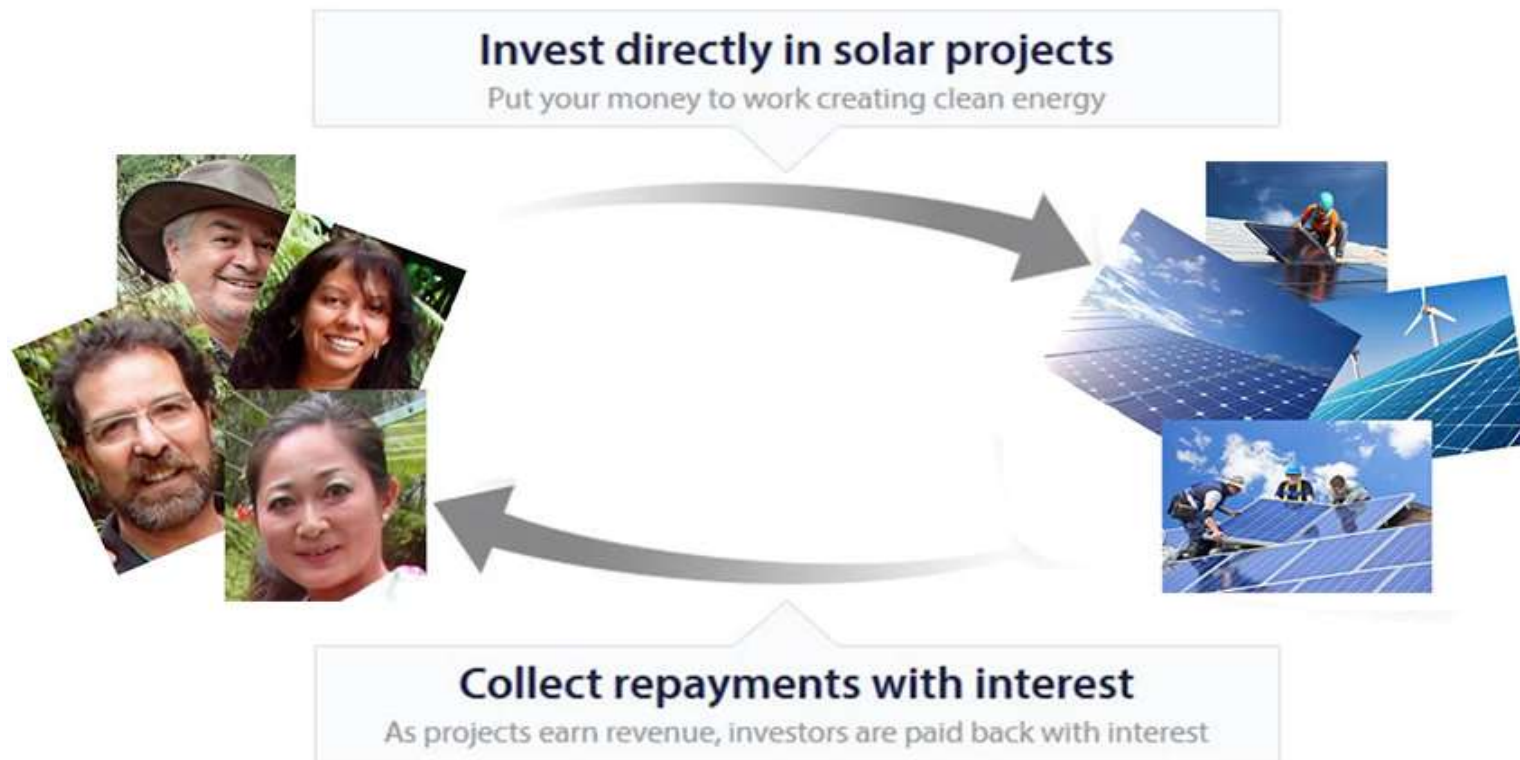 Invest directly in solar projects
Put your money to work creating clean energy
Collect repayments with interest
As projects earn revenue, investors are paid back with interest